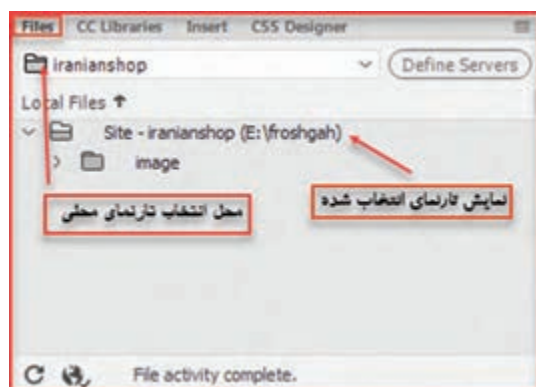 Files CC Libraries Insert CSS Designer
iranianshop Define Servers
Local Files ↑
Site - iranianshop (E:\froshgah)
image
نمایش تارنمای انتخاب شده
محل انتخاب تارنمای محلی
File activity complete.